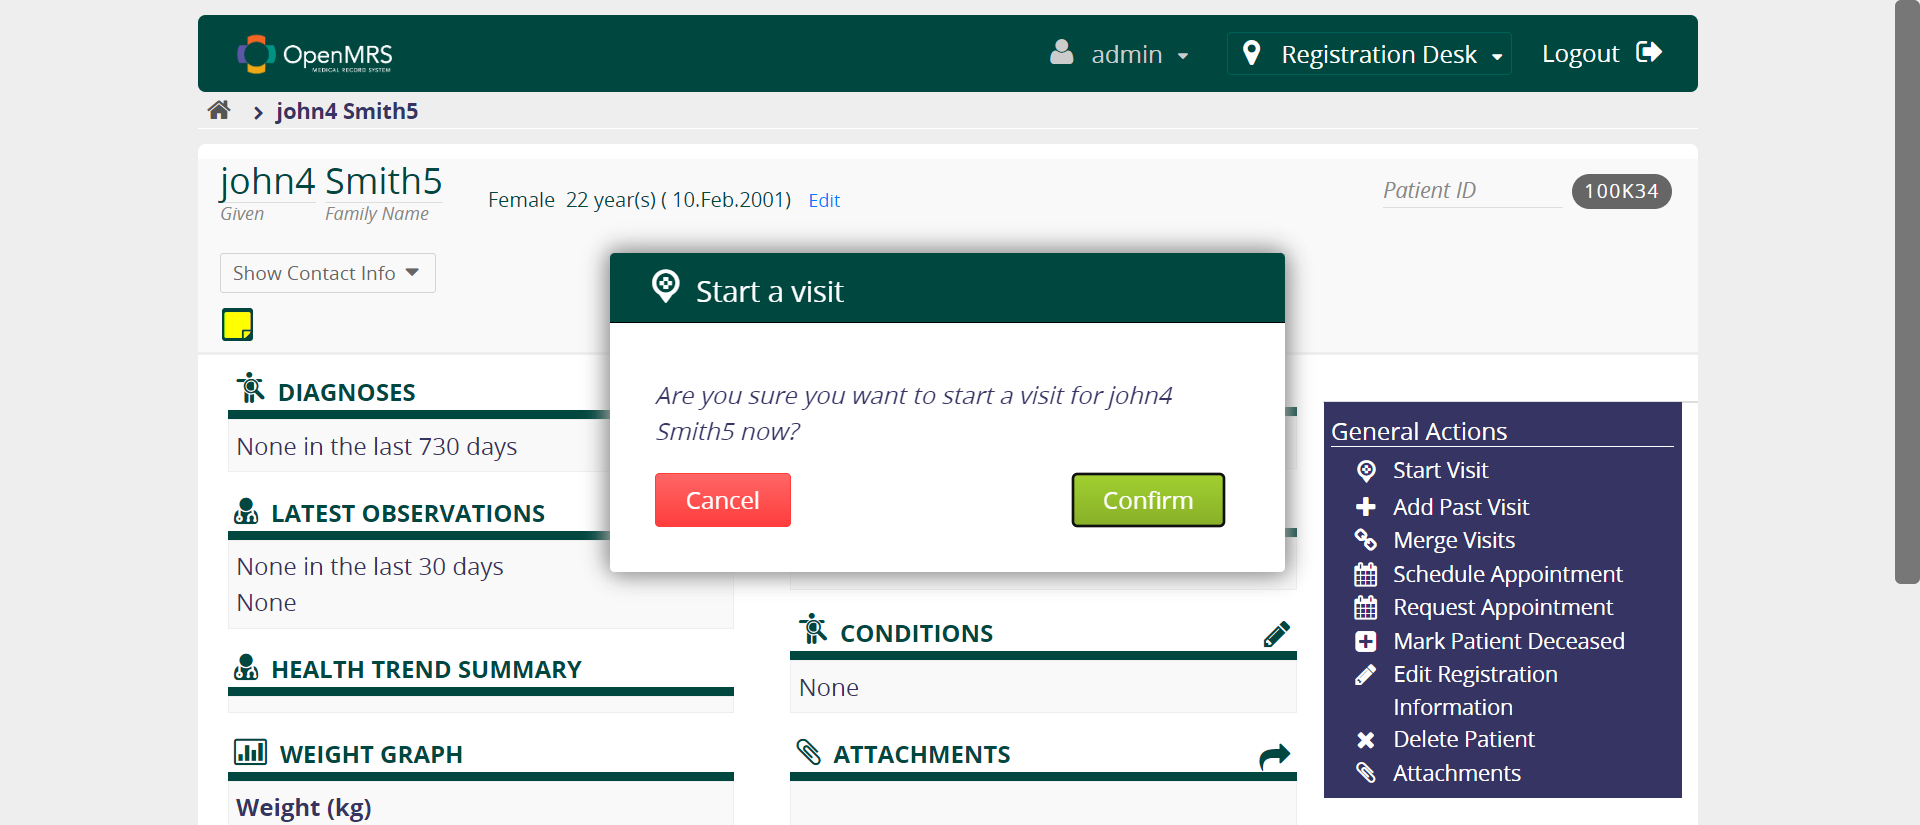 OpenMRS
MEDICAL RECORD SYSTEM
admin
Registration Desk
Logout
john4 Smith5
john4 Smith5
Given
Family Name
Female 22 year(s) ( 10.Feb.2001) Edit
Patient ID
100K34
Show Contact Info
Start a visit
Are you sure you want to start a visit for john4
Smith5 now?
Cancel
Confirm
DIAGNOSES
None in the last 730 days
LATEST OBSERVATIONS
None in the last 30 days
None
HEALTH TREND SUMMARY
WEIGHT GRAPH
Weight (kg)
CONDITIONS
None
ATTACHMENTS
General Actions
Start Visit
Add Past Visit
Merge Visits
Schedule Appointment
Request Appointment
Mark Patient Deceased
Edit Registration
Information
Delete Patient
Attachments